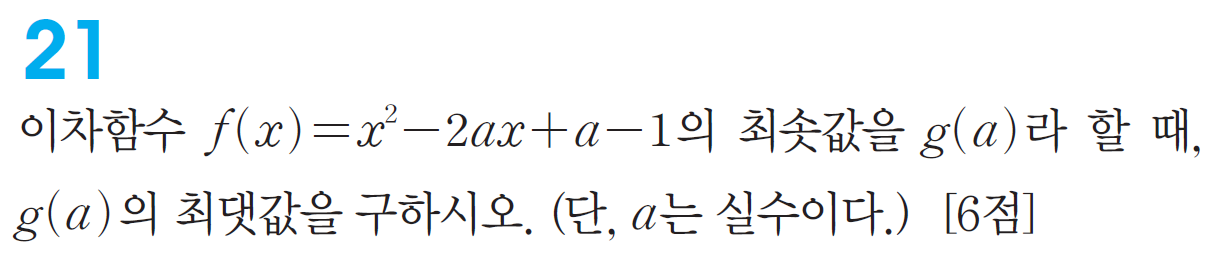 21
이차함수 f(x)=x²-2ax+a-1의 최솟값을 g(a)라 할 때,
g(a)의 최댓값을 구하시오. (단, a는 실수이다.) [6점]